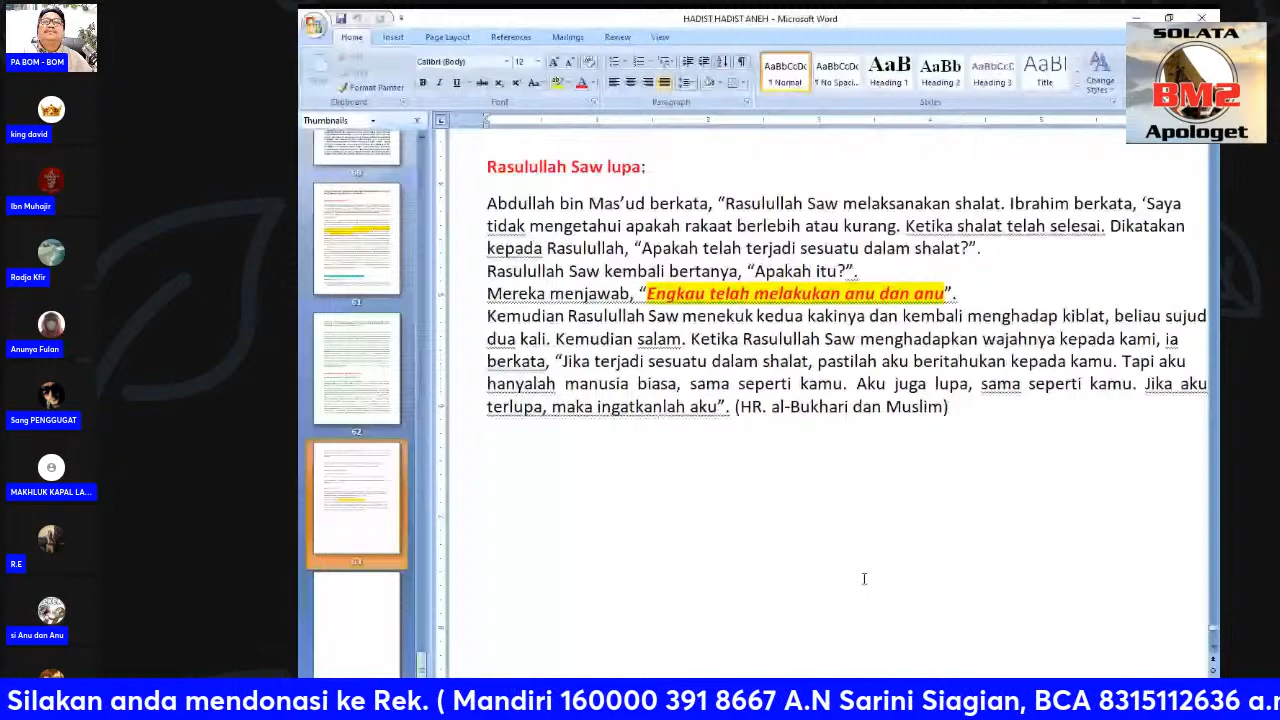 HADIST HADIST ANEH - Microsoft Word
Home Insert Page Layout References Mailings Review View
Calibri (Body) 12
Format Painter
B I U
AaBbCcDc AaBbCcDc AaB AaBb AaBbCc AaBI
1 Normal 1 No Spaci... Heading 1 Heading 2 Heading 3 Title
Change
Styles
Clipboard Font Paragraph Styles
SOLATA
BM2
Apologet
Thumbnails
PA BOM - BOM
king david
Ibn Muhajir
Radja Kfir
Anunya Fulan
Sang PENGGUGAT
MAKHLUK KAPAL LA...
R.E
si Anu dan Anu
61
62
Rasulullah Saw lupa:
Abdullah bin Mas’ud berkata, “Rasulullah Saw melaksanakan shalat. Ibrahim berkata, ‘Saya
tidak mengetahui apakah rakaat berlebih atau kurang. Ketika shalat telah selesai. Dikatakan
kepada Rasulullah, “Apakah telah terjadi sesuatu dalam shalat?”.
Rasulullah Saw kembali bertanya, “Apakah itu?”.
Mereka menjawab, “Engkau telah melakukan anu dan anu”.
Kemudian Rasulullah Saw menekuk kedua kakinya dan kembali menghadap kiblat, beliau sujud
dua kali. Kemudian salam. Ketika Rasulullah Saw menghadapkan wajahnya kepada kami, ia
berkata, “Jika terjadi sesuatu dalam shalat, pastilah aku beritahukan kepada kamu. Tapi aku
hanyalah manusia biasa, sama seperti kamu. Aku juga lupa, sama seperti kamu. Jika aku
terlupa, maka ingatkanlah aku”. (HR. al-Bukhari dan Muslim)
Silakan anda mendonasi ke Rek. ( Mandiri 160000 391 8667 A.N Sarini Siagian, BCA 8315112636 a.n